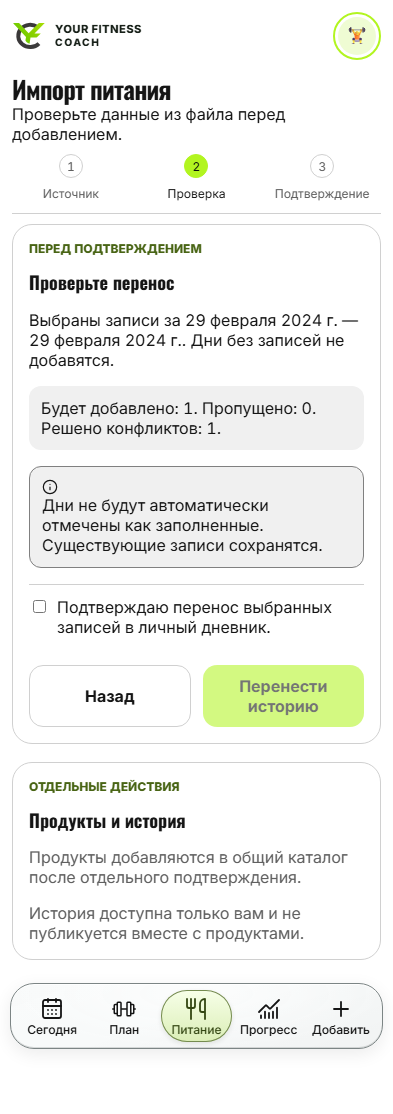 YOUR FITNESS
COACH
Импорт питания
Проверьте данные из файла перед
добавлением.
1
2
3
Источник
Проверка
Подтверждение
ПЕРЕД ПОДТВЕРЖДЕНИЕМ
Проверьте перенос
Выбраны записи за 29 февраля 2024 г. —
29 февраля 2024 г.. Дни без записей не
добавятся.
Будет добавлено: 1. Пропущено: 0.
Решено конфликтов: 1.
Дни не будут автоматически
отмечены как заполненные.
Существующие записи сохранятся.
Подтверждаю перенос выбранных
записей в личный дневник.
Назад
Перенести
историю
ОТДЕЛЬНЫЕ ДЕЙСТВИЯ
Продукты и история
Продукты добавляются в общий каталог
после отдельного подтверждения.
История доступна только вам и не
публикуется вместе с продуктами.
Сегодня
План
Питание
Прогресс
Добавить